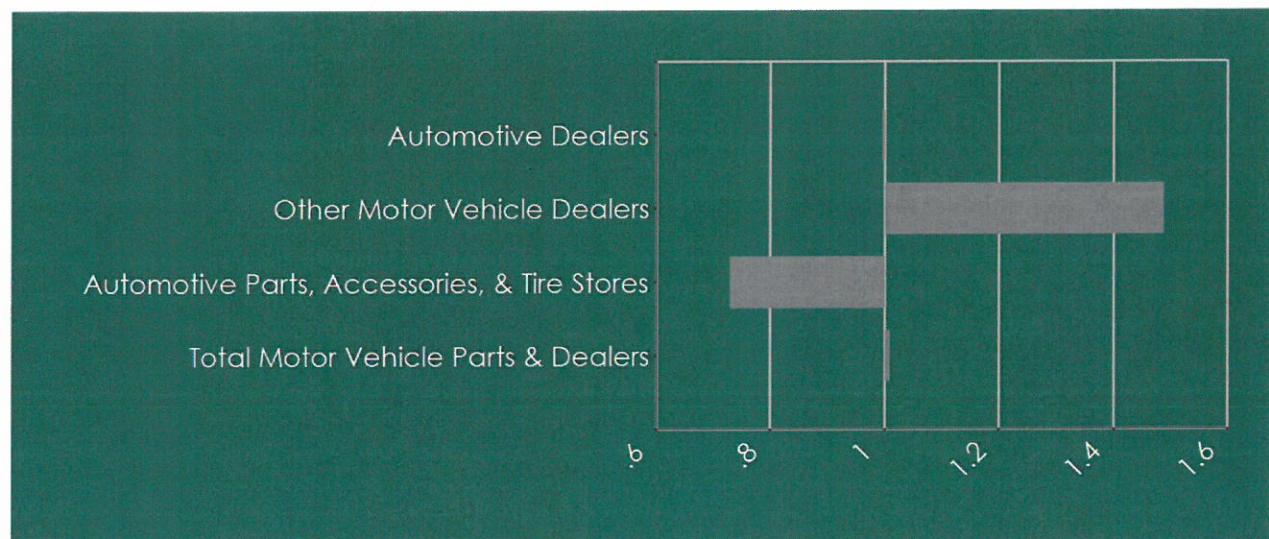 Automotive Dealers
Other Motor Vehicle Dealers
Automotive Parts, Accessories, & Tire Stores
Total Motor Vehicle Parts & Dealers
.6
.8
1
1.2
1.4
1.6